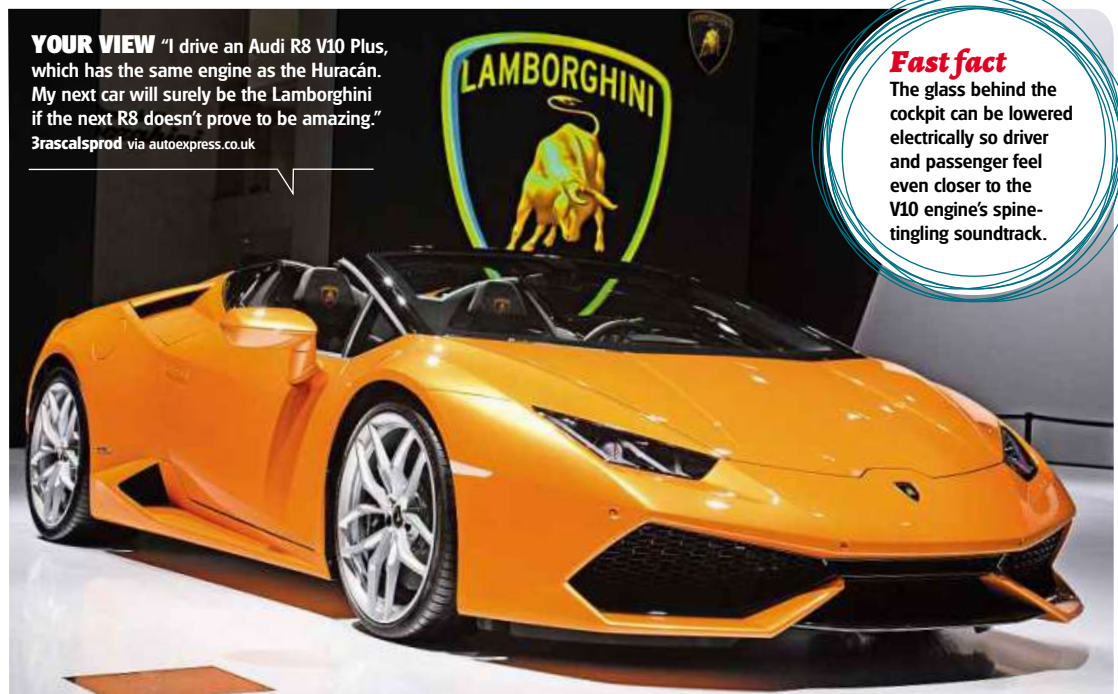 YOUR VIEW “I drive an Audi R8 V10 Plus,
which has the same engine as the Huracán.
My next car will surely be the Lamborghini
if the next R8 doesn’t prove to be amazing.”
3rascalsprod via autoexpress.co.uk
LAMBORGHINI
Fast fact
The glass behind the
cockpit can be lowered
electrically so driver
and passenger feel
even closer to the
V10 engine’s spine-
tingling soundtrack.